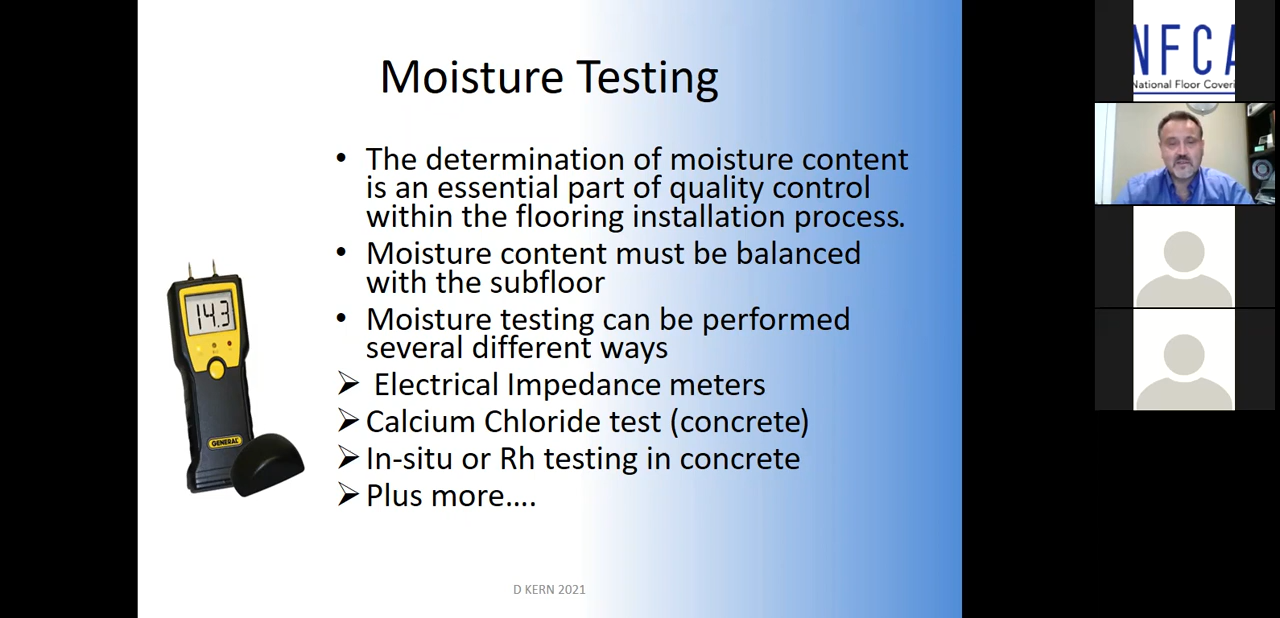 Moisture Testing
• The determination of moisture content
is an essential part of quality control
within the flooring installation process.
• Moisture content must be balanced
with the subfloor
• Moisture testing can be performed
several different ways
➢ Electrical Impedance meters
➢ Calcium Chloride test (concrete)
➢ In-situ or Rh testing in concrete
➢ Plus more....
14.3
GENERAL
D KERN 2021
NFCA
National Floor Coveri